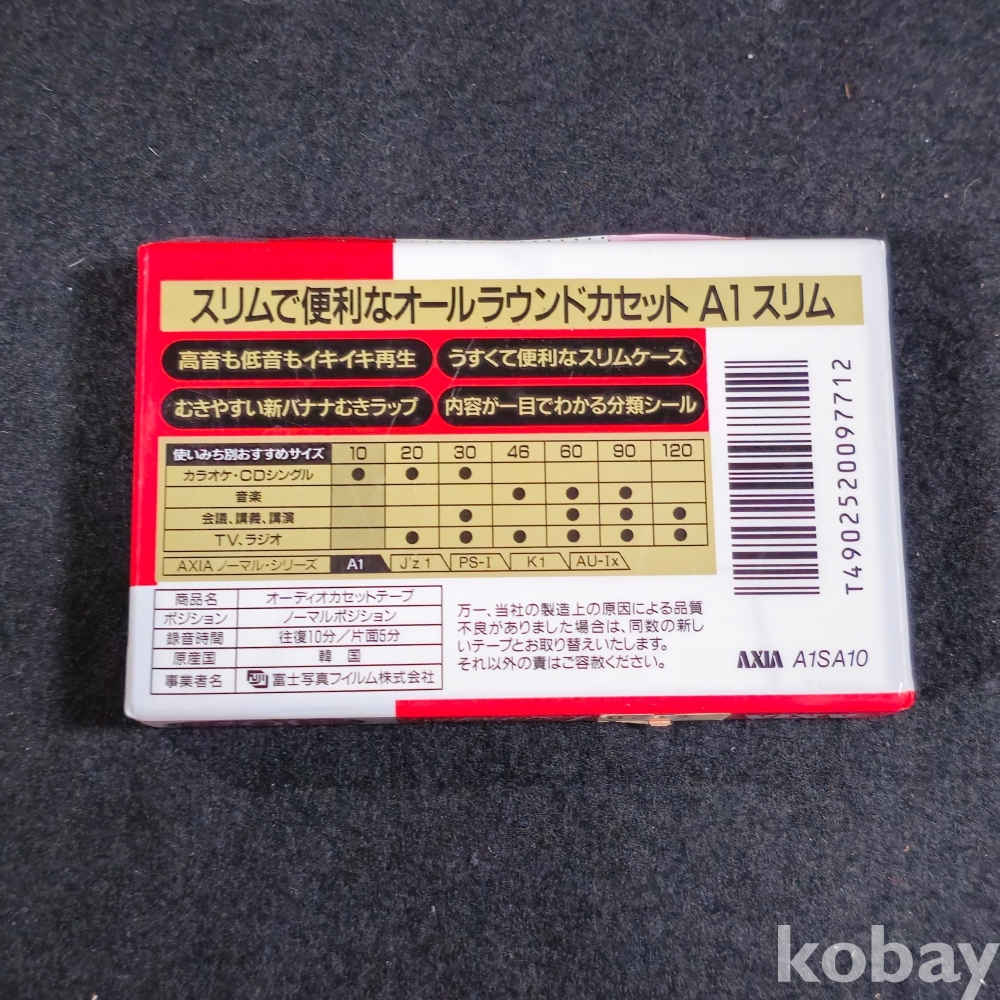 スリムで便利なオールラウンドカセット A1スリム
高音も低音もイキイキ再生
うすくて便利なスリムケース
むきやすい新バナナむきラップ
内容が一目でわかる分類シール
使いみち別おすすめサイズ 10 20 30 46 60 90 120
カラオケ・CDシングル ● ● ●
音楽 ● ● ●
会議、講義、講演 ● ● ● ●
TV、ラジオ ● ● ● ● ● ●
AXIA ノーマル・シリーズ A1 J'z 1 PS-I K1 AU-Ix
商品名 オーディオカセットテープ
ポジション ノーマルポジション
録音時間 往復10分／片面5分
原産国 韓国
事業者名 FUJI 富士写真フイルム株式会社
万一、当社の製造上の原因による品質
不良がありました場合は、同数の新し
いテープとお取り替えいたします。
それ以外の責はご容赦ください。
T4902520097712
AXIA A1SA10
kobay